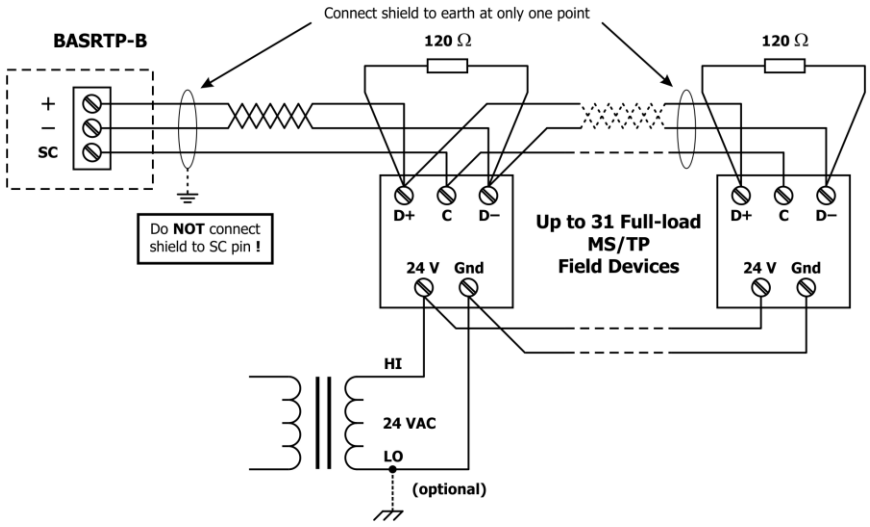 Connect shield to earth at only one point
BASRTP-B
120 Ω
120 Ω
+
−
SC
D+ C D−
D+ C D−
Do NOT connect
shield to SC pin !
Up to 31 Full-load
MS/TP
Field Devices
24 V Gnd
24 V Gnd
HI
24 VAC
LO
(optional)